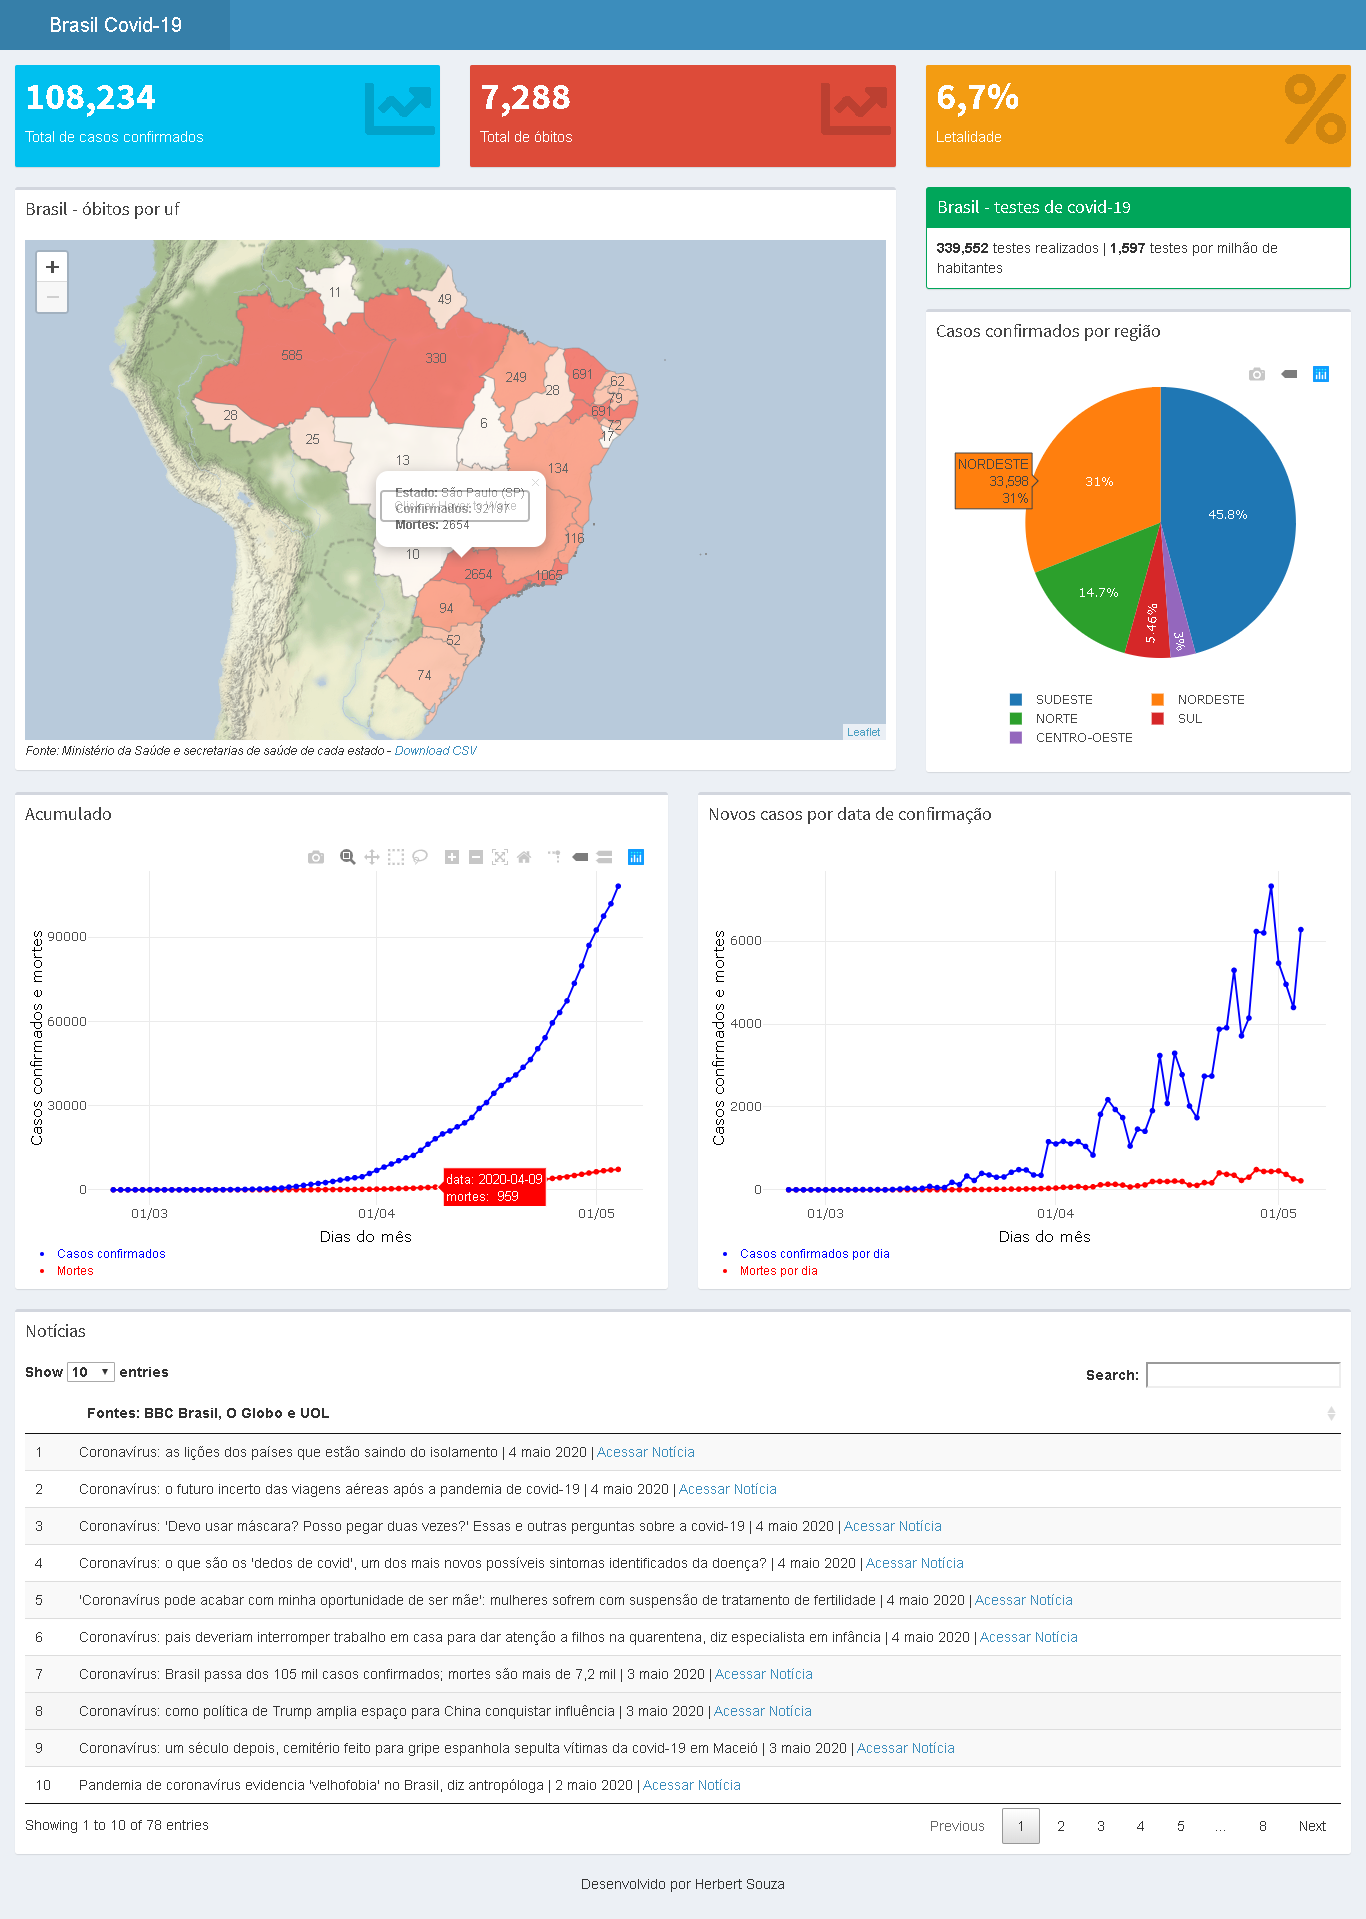 Brasil Covid-19
108,234
Total de casos confirmados
7,288
Total de óbitos
6,7%
Letalidade
Brasil - óbitos por uf
+
−
11
49
585
330
249
691
62
28
79
691
28
72
6
17
25
13
134
Estado: São Paulo (SP)
Confirmados: 32187
Mortes: 2654
×
10
116
2654
1065
94
52
74
Leaflet
Fonte: Ministério da Saúde e secretarias de saúde de cada estado - Download CSV
Brasil - testes de covid-19
339,552 testes realizados | 1,597 testes por milhão de
habitantes
Casos confirmados por região
NORDESTE
33,598
31%
31%
45.8%
14.7%
5.46%
3%
SUDESTE
NORDESTE
NORTE
SUL
CENTRO-OESTE
Acumulado
Casos confirmados e mortes
90000
60000
30000
0
data: 2020-04-09
mortes: 959
01/03
01/04
01/05
Dias do mês
Casos confirmados
Mortes
Novos casos por data de confirmação
Casos confirmados e mortes
6000
4000
2000
0
01/03
01/04
01/05
Dias do mês
Casos confirmados por dia
Mortes por dia
Notícias
Show 10 entries
Search:
Fontes: BBC Brasil, O Globo e UOL
1 Coronavírus: as lições dos países que estão saindo do isolamento | 4 maio 2020 | Acessar Notícia
2 Coronavírus: o futuro incerto das viagens aéreas após a pandemia de covid-19 | 4 maio 2020 | Acessar Notícia
3 Coronavírus: 'Devo usar máscara? Posso pegar duas vezes?' Essas e outras perguntas sobre a covid-19 | 4 maio 2020 | Acessar Notícia
4 Coronavírus: o que são os 'dedos de covid', um dos mais novos possíveis sintomas identificados da doença? | 4 maio 2020 | Acessar Notícia
5 'Coronavírus pode acabar com minha oportunidade de ser mãe': mulheres sofrem com suspensão de tratamento de fertilidade | 4 maio 2020 | Acessar Notícia
6 Coronavírus: pais deveriam interromper trabalho em casa para dar atenção a filhos na quarentena, diz especialista em infância | 4 maio 2020 | Acessar Notícia
7 Coronavírus: Brasil passa dos 105 mil casos confirmados; mortes são mais de 7,2 mil | 3 maio 2020 | Acessar Notícia
8 Coronavírus: como política de Trump amplia espaço para China conquistar influência | 3 maio 2020 | Acessar Notícia
9 Coronavírus: um século depois, cemitério feito para gripe espanhola sepulta vítimas da covid-19 em Maceió | 3 maio 2020 | Acessar Notícia
10 Pandemia de coronavírus evidencia 'velhofobia' no Brasil, diz antropóloga | 2 maio 2020 | Acessar Notícia
Showing 1 to 10 of 78 entries
Previous 1 2 3 4 5 … 8 Next
Desenvolvido por Herbert Souza